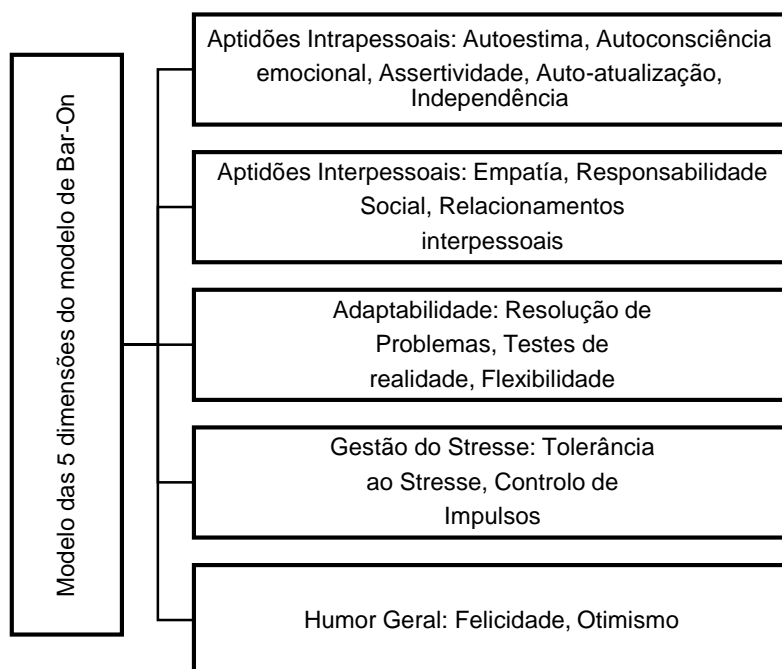 Modelo das 5 dimensões do modelo de Bar-On
Aptidões Intrapessoais: Autoestima, Autoconsciência
emocional, Assertividade, Auto-atualização,
Independência
Aptidões Interpessoais: Empatía, Responsabilidade
Social, Relacionamentos
interpessoais
Adaptabilidade: Resolução de
Problemas, Testes de
realidade, Flexibilidade
Gestão do Stresse: Tolerância
ao Stresse, Controlo de
Impulsos
Humor Geral: Felicidade, Otimismo